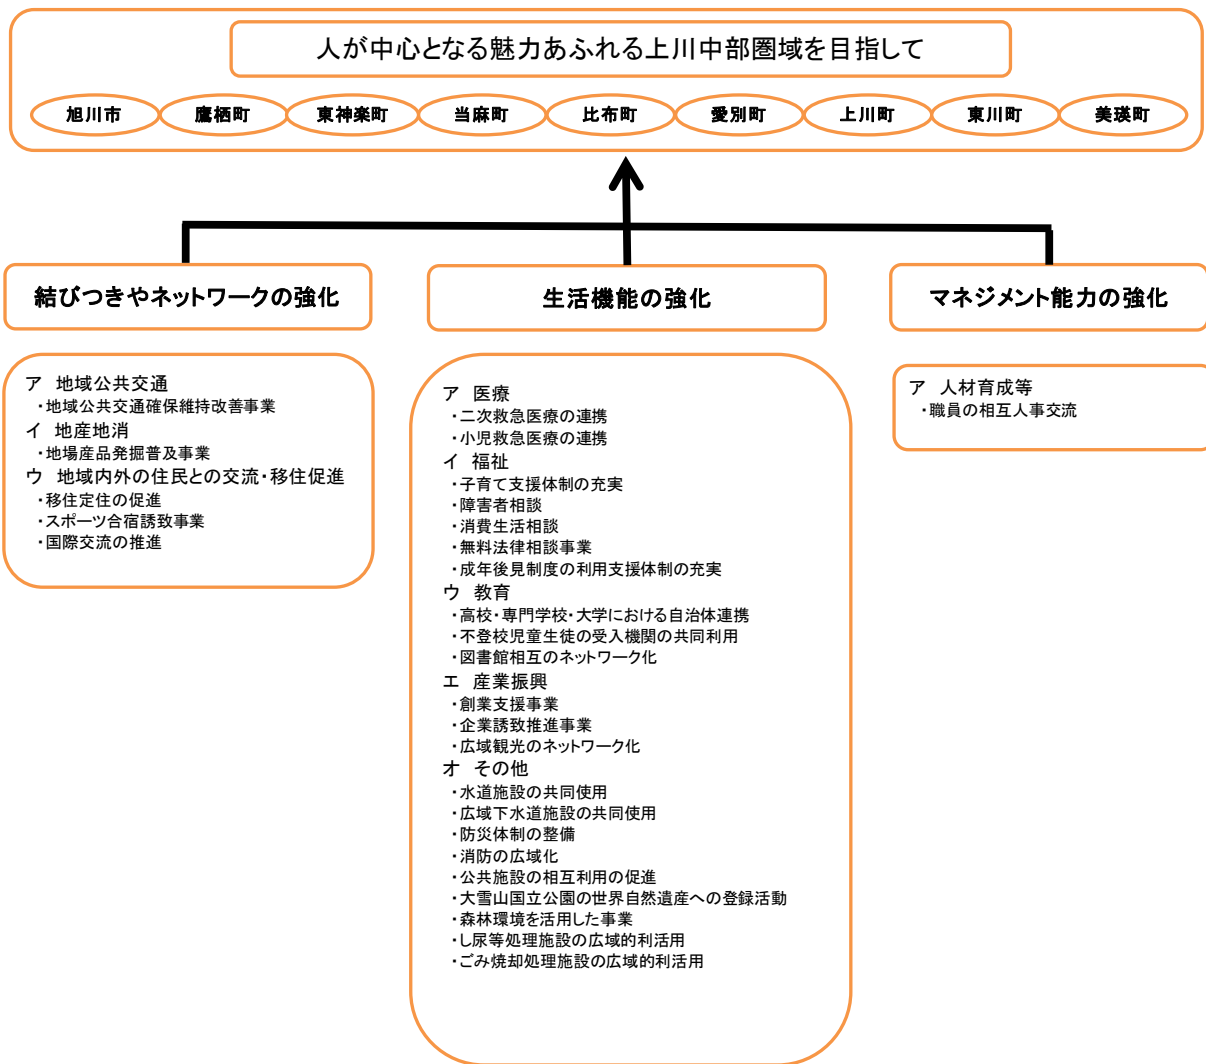 人が中心となる魅力あふれる上川中部圏域を目指して
旭川市 鷹栖町 東神楽町 当麻町 比布町 愛別町 上川町 東川町 美瑛町
結びつきやネットワークの強化
ア 地域公共交通
・地域公共交通確保維持改善事業
イ 地産地消
・地場産品発掘普及事業
ウ 地域内外の住民との交流・移住促進
・移住定住の促進
・スポーツ合宿誘致事業
・国際交流の推進
生活機能の強化
ア 医療
・二次救急医療の連携
・小児救急医療の連携
イ 福祉
・子育て支援体制の充実
・障害者相談
・消費生活相談
・無料法律相談事業
・成年後見制度の利用支援体制の充実
ウ 教育
・高校・専門学校・大学における自治体連携
・不登校児童生徒の受入機関の共同利用
・図書館相互のネットワーク化
エ 産業振興
・創業支援事業
・企業誘致推進事業
・広域観光のネットワーク化
オ その他
・水道施設の共同使用
・広域下水道施設の共同使用
・防災体制の整備
・消防の広域化
・公共施設の相互利用の促進
・大雪山国立公園の世界自然遺産への登録活動
・森林環境を活用した事業
・し尿等処理施設の広域的利活用
・ごみ焼却処理施設の広域的利活用
マネジメント能力の強化
ア 人材育成等
・職員の相互人事交流